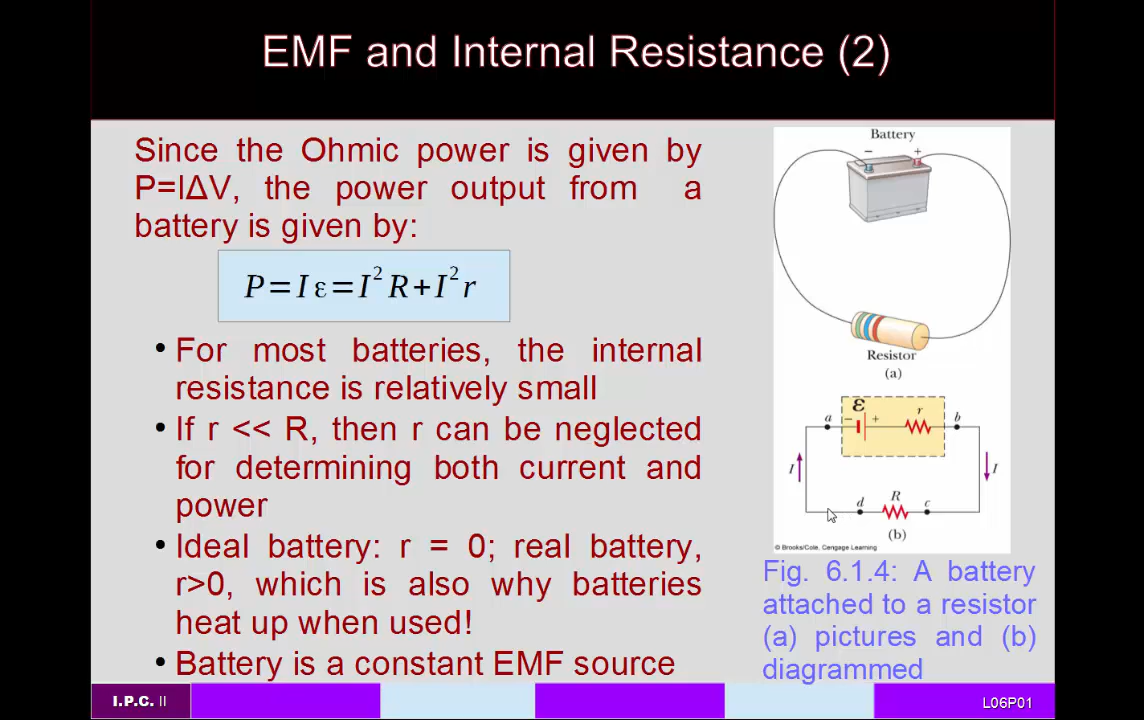 EMF and Internal Resistance (2)
Since the Ohmic power is given by
P=IΔV, the power output from a
battery is given by:
P=Iε=I²R+I²r
• For most batteries, the internal
resistance is relatively small
• If r << R, then r can be neglected
for determining both current and
power
• Ideal battery: r = 0; real battery,
r>0, which is also why batteries
heat up when used!
• Battery is a constant EMF source
Battery
− +
Resistor
(a)
ε
a − + r b
I I
R
d c
(b)
© Brooks/Cole, Cengage Learning
Fig. 6.1.4: A battery
attached to a resistor
(a) pictures and (b)
diagrammed
I.P.C. II
L06P01